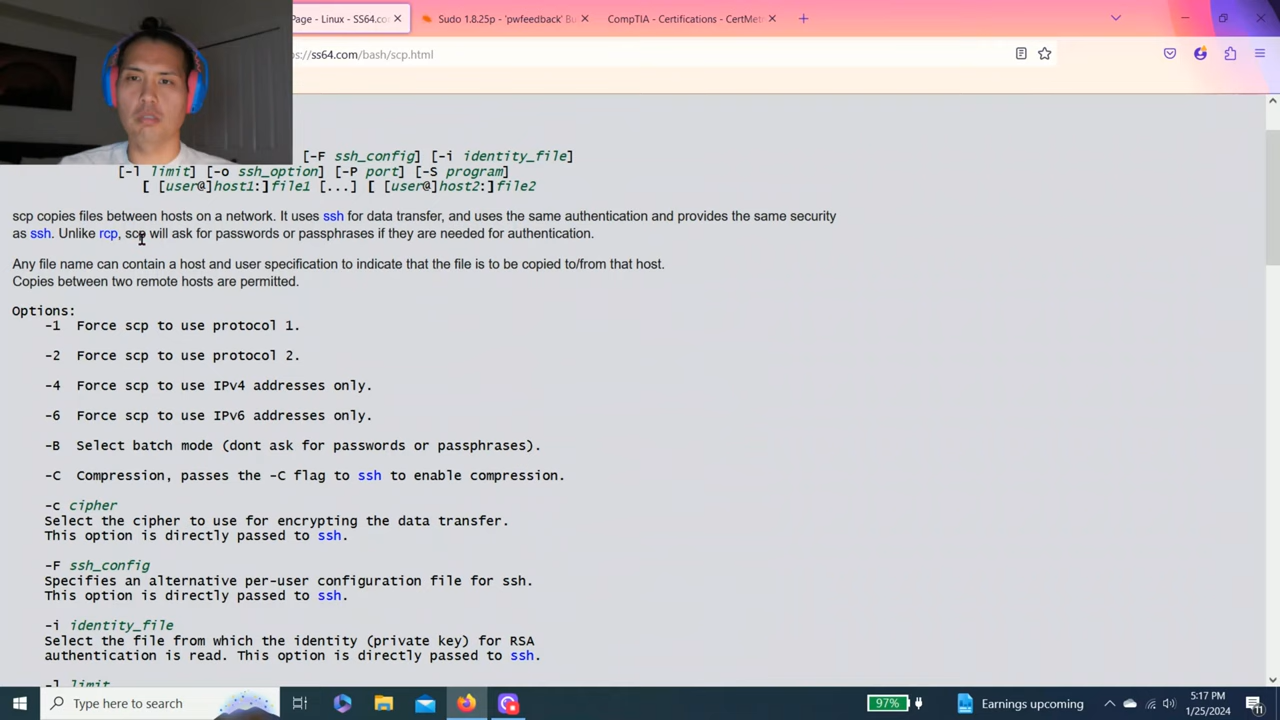 Page - Linux - SS64.co
Sudo 1.8.25p - 'pwfeedback' Bu
CompTIA - Certifications - CertMet
s://ss64.com/bash/scp.html
[-F ssh_config] [-i identity_file]
[-l limit] [-o ssh_option] [-P port] [-S program]
[ [user@]host1:]file1 [...] [ [user@]host2:]file2
scp copies files between hosts on a network. It uses ssh for data transfer, and uses the same authentication and provides the same security
as ssh. Unlike rcp, scp will ask for passwords or passphrases if they are needed for authentication.
Any file name can contain a host and user specification to indicate that the file is to be copied to/from that host.
Copies between two remote hosts are permitted.
Options:
-1 Force scp to use protocol 1.
-2 Force scp to use protocol 2.
-4 Force scp to use IPv4 addresses only.
-6 Force scp to use IPv6 addresses only.
-B Select batch mode (dont ask for passwords or passphrases).
-C Compression, passes the -C flag to ssh to enable compression.
-c cipher
Select the cipher to use for encrypting the data transfer.
This option is directly passed to ssh.
-F ssh_config
Specifies an alternative per-user configuration file for ssh.
This option is directly passed to ssh.
-i identity_file
Select the file from which the identity (private key) for RSA
authentication is read. This option is directly passed to ssh.
-l limit
Type here to search
97%
Earnings upcoming
5:17 PM
1/25/2024
11